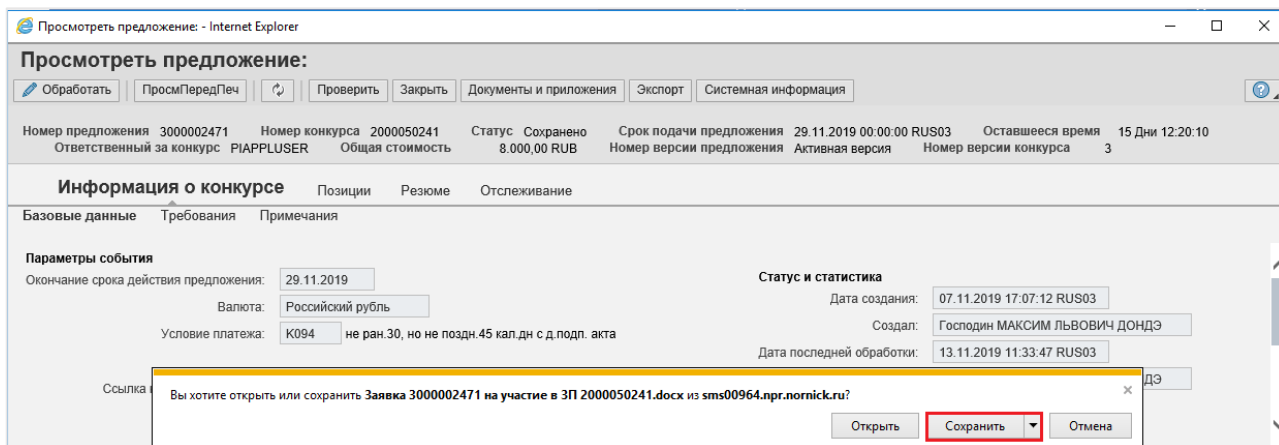 Просмотреть предложение: - Internet Explorer
Просмотреть предложение:
Обработать ПросмПередПеч Проверить Закрыть Документы и приложения Экспорт Системная информация
Номер предложения 3000002471 Номер конкурса 2000050241 Статус Сохранено Срок подачи предложения 29.11.2019 00:00:00 RUS03 Оставшееся время 15 Дни 12:20:10
Ответственный за конкурс PIAPPLUSER Общая стоимость 8.000,00 RUB Номер версии предложения Активная версия Номер версии конкурса 3
Информация о конкурсе Позиции Резюме Отслеживание
Базовые данные Требования Примечания
Параметры события
Окончание срока действия предложения: 29.11.2019
Статус и статистика
Валюта: Российский рубль
Дата создания: 07.11.2019 17:07:12 RUS03
Условие платежа: K094 не ран.30, но не поздн.45 кал.дн с д.подп. акта
Создал: Господин МАКСИМ ЛЬВОВИЧ ДОНДЭ
Дата последней обработки: 13.11.2019 11:33:47 RUS03
Ссылка
Вы хотите открыть или сохранить Заявка 3000002471 на участие в ЗП 2000050241.docx из sms00964.npr.nornick.ru?
Открыть Сохранить Отмена